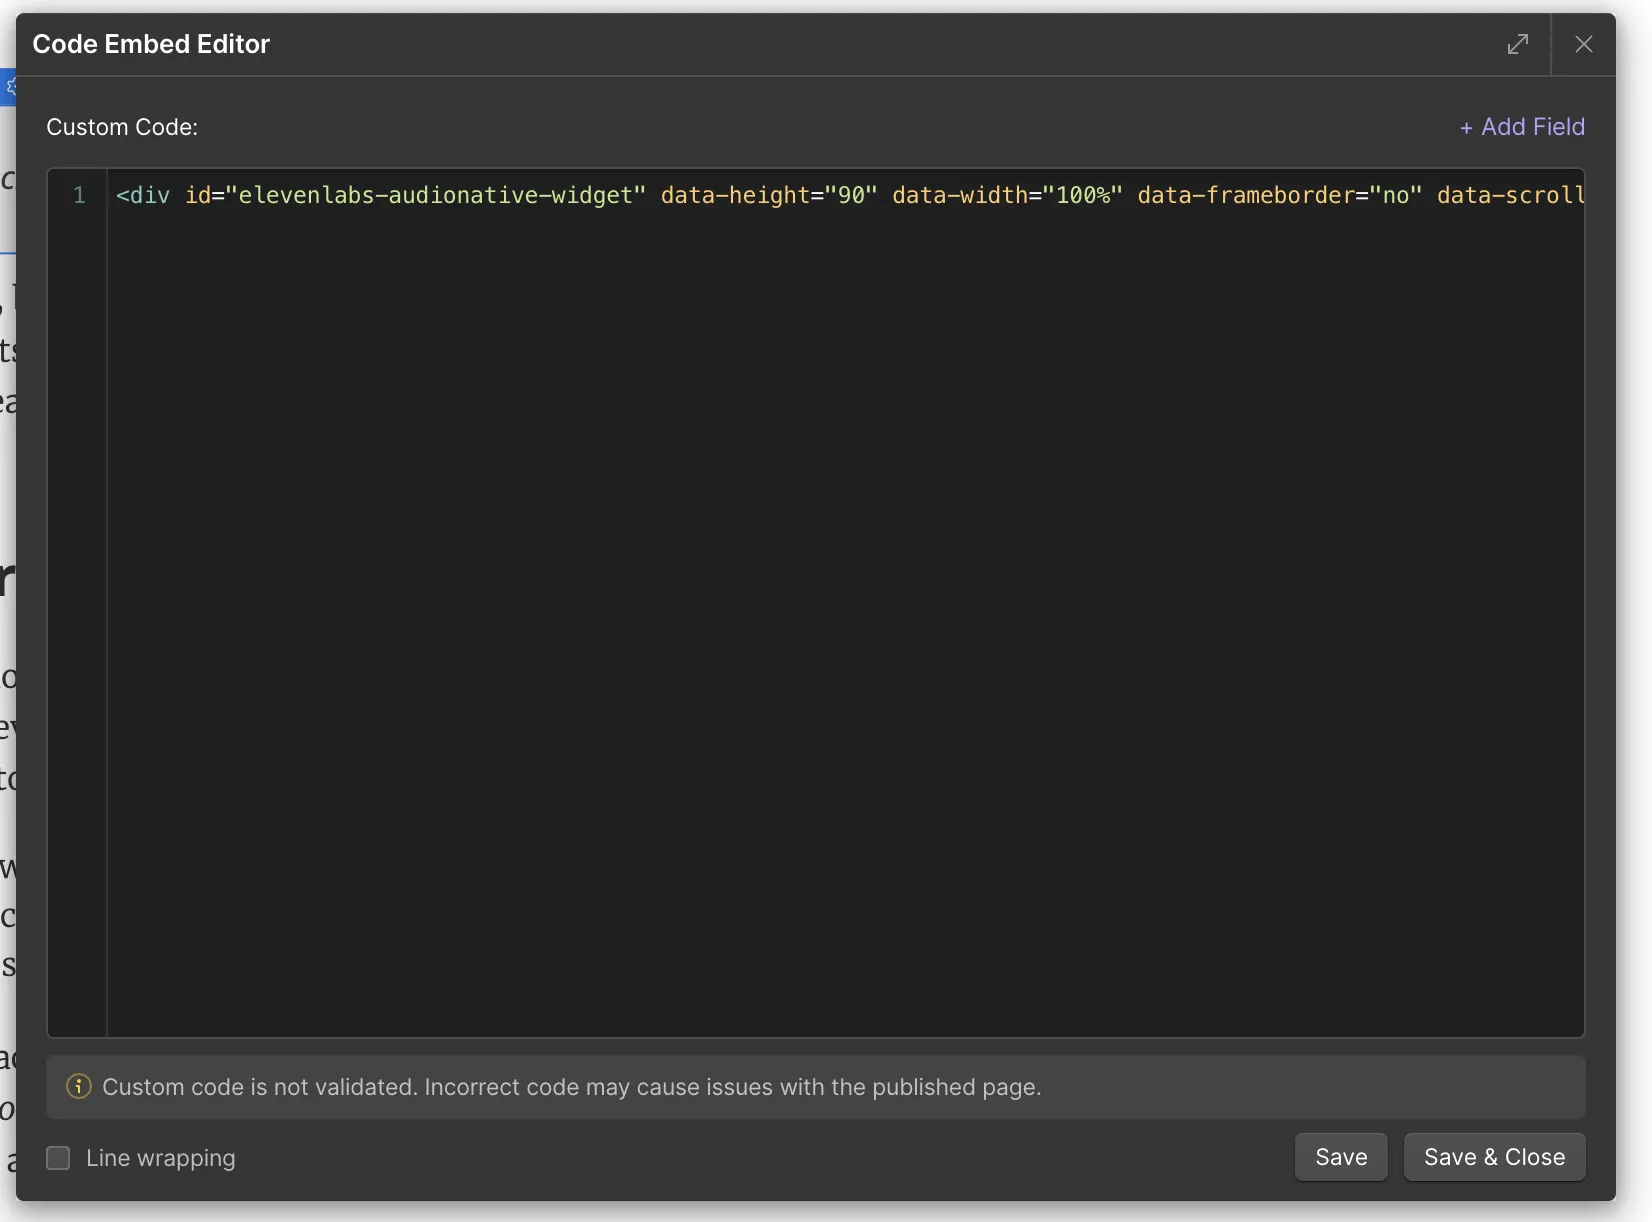 Code Embed Editor
Custom Code:
+ Add Field
1
<div id="elevenlabs-audionative-widget" data-height="90" data-width="100%" data-frameborder="no" data-scroll
Custom code is not validated. Incorrect code may cause issues with the published page.
Line wrapping
Save
Save & Close